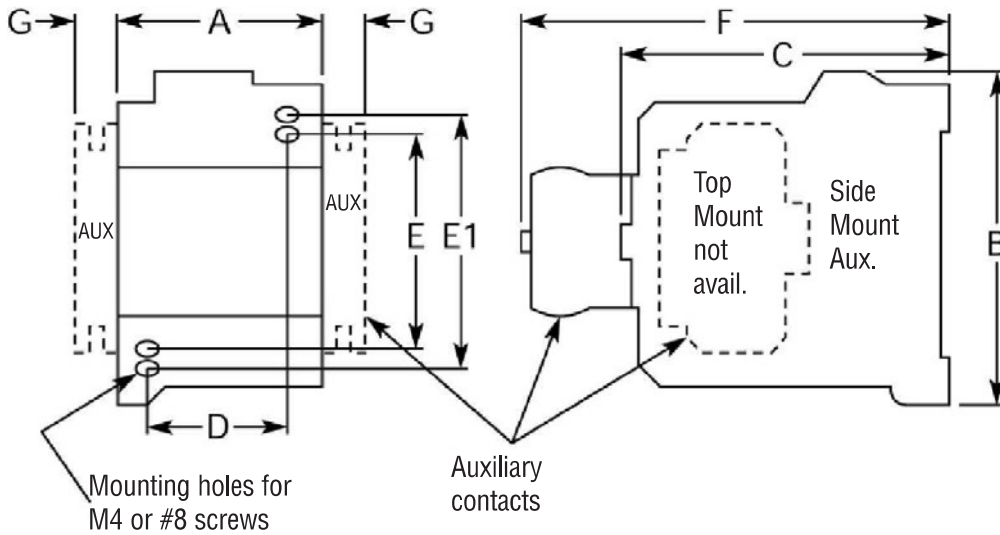 G
A
G
F
C
AUX
AUX
E
E1
Top
Mount
not
avail.
Side
Mount
Aux.
B
D
Mounting holes for
M4 or #8 screws
Auxiliary
contacts